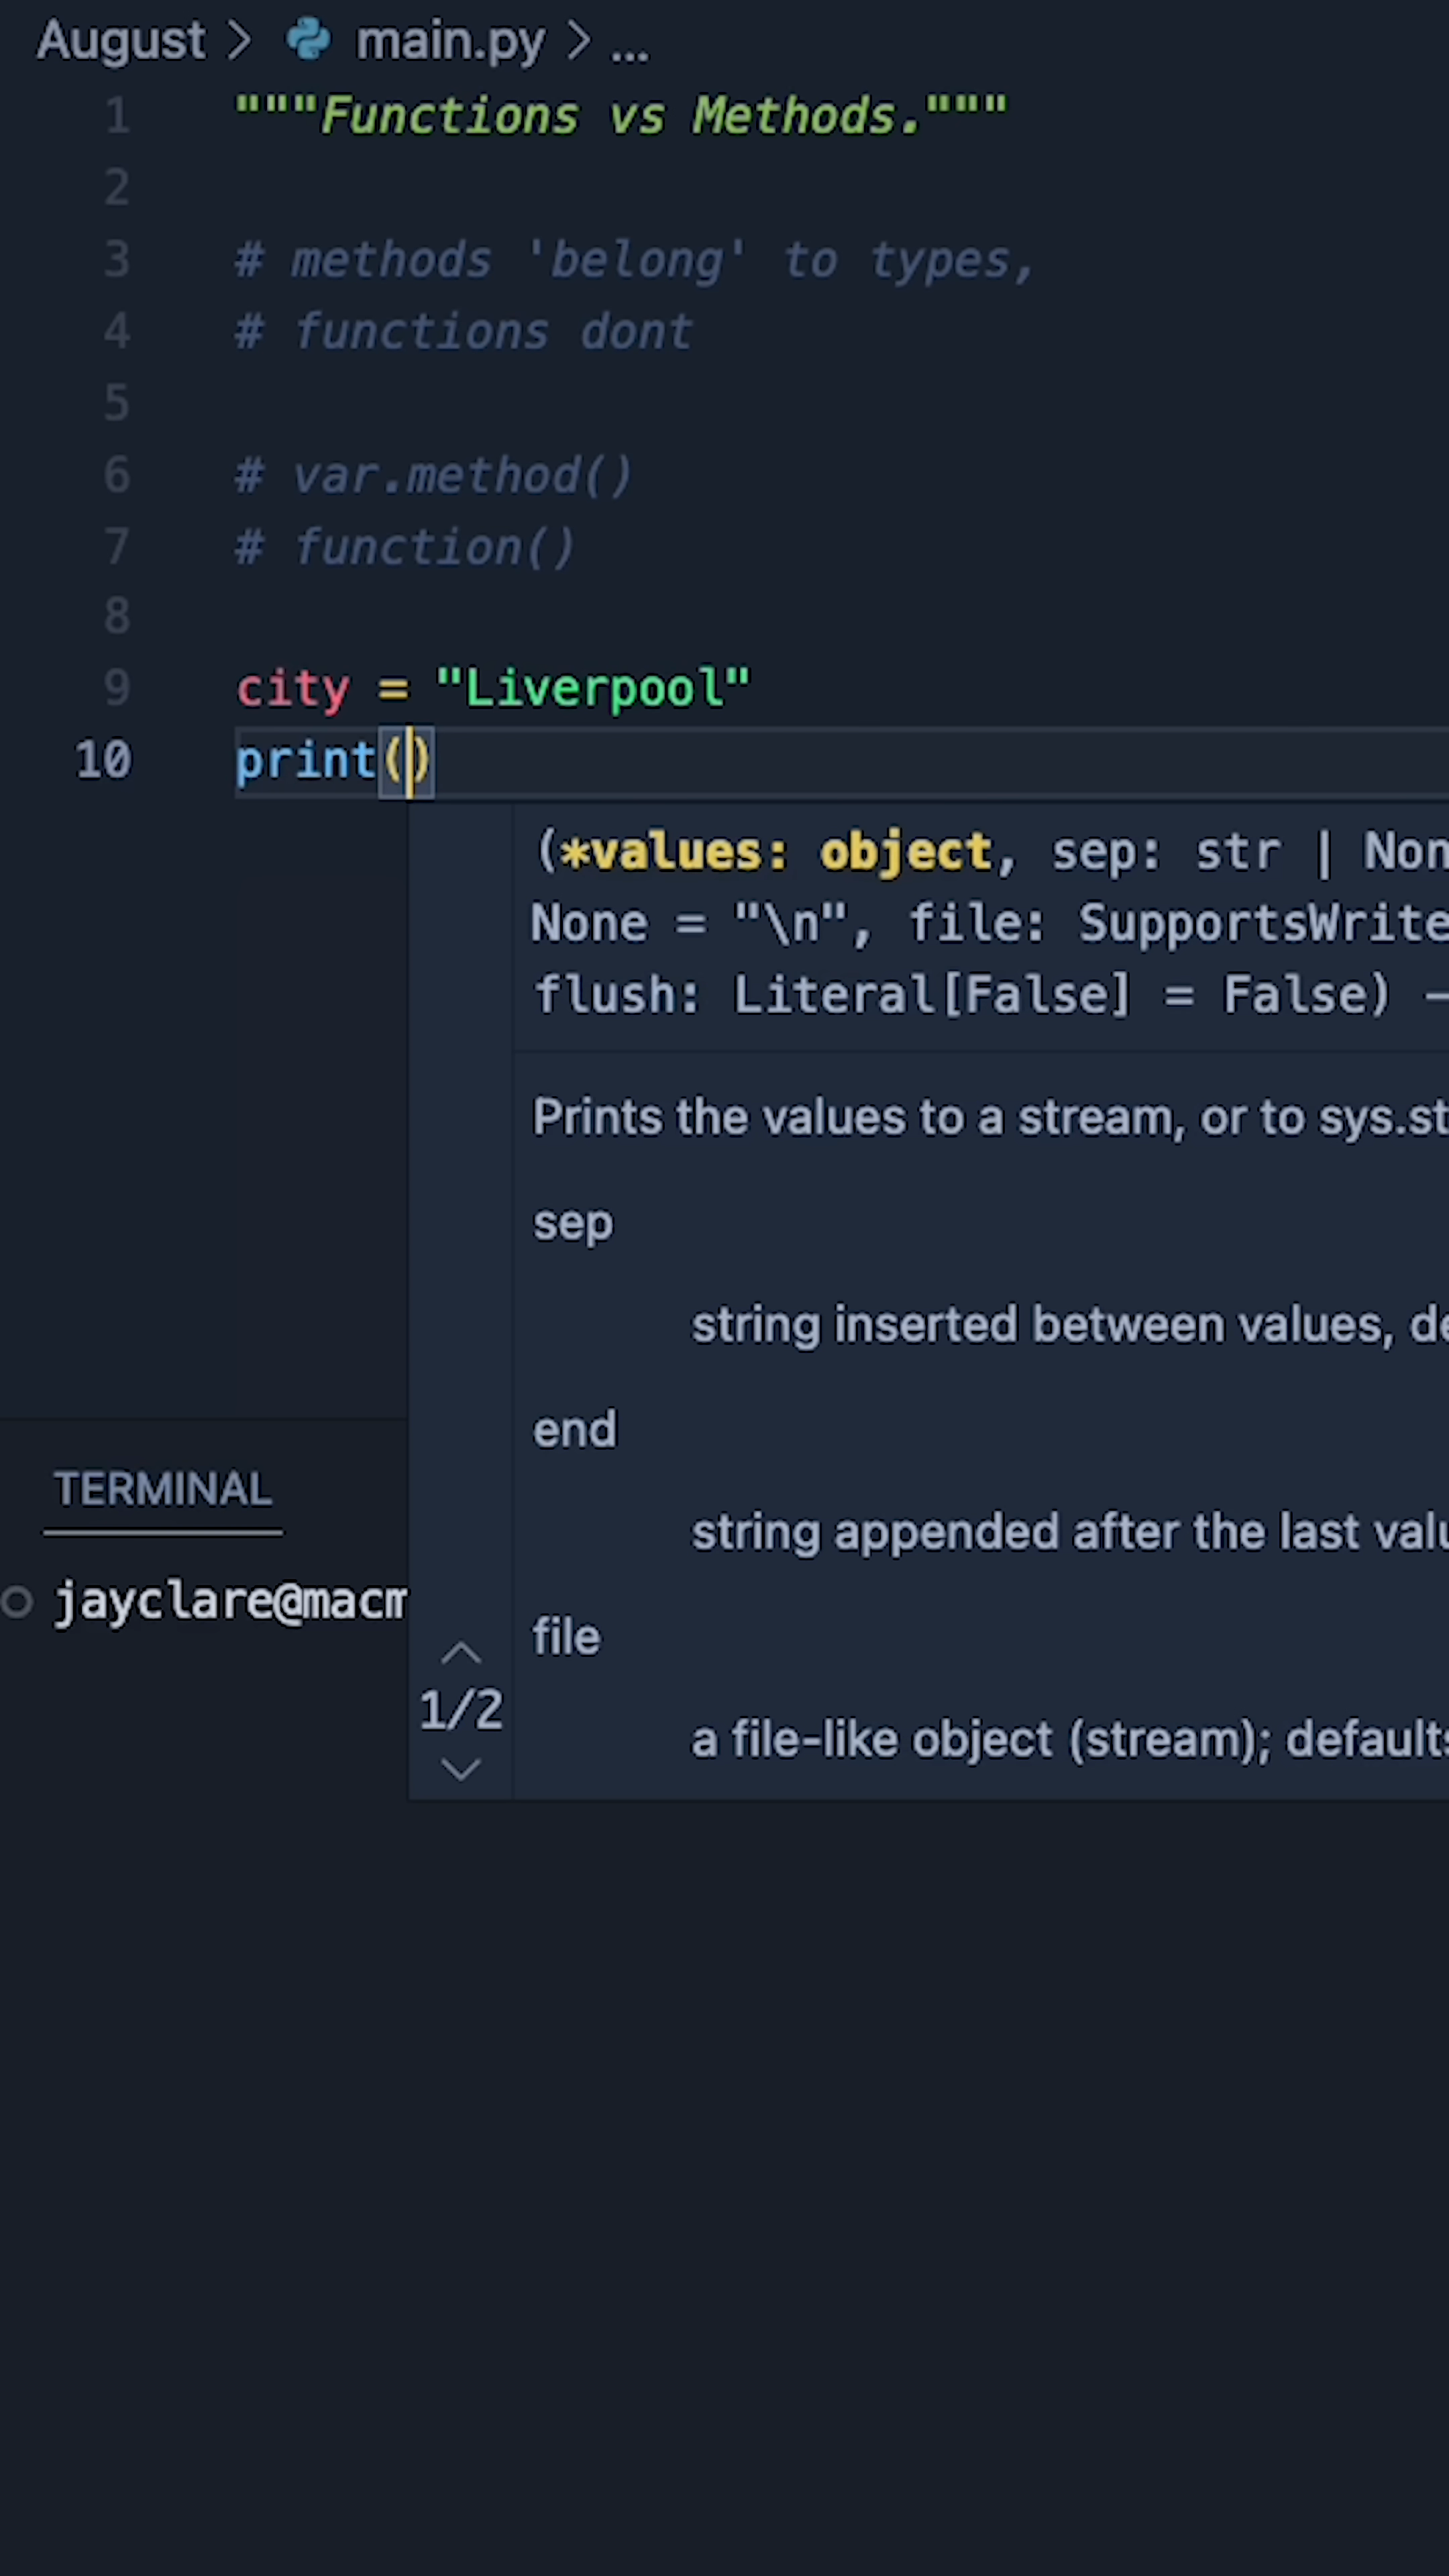 August > main.py > ...
1 """Functions vs Methods."""
2
3 # methods 'belong' to types,
4 # functions dont
5
6 # var.method()
7 # function()
8
9 city = "Liverpool"
10 print()
(*values: object, sep: str | Non
None = "\n", file: SupportsWrite
flush: Literal[False] = False) –
Prints the values to a stream, or to sys.st
sep
string inserted between values, de
end
string appended after the last valu
file
a file-like object (stream); defaults
1/2
TERMINAL
jayclare@macm